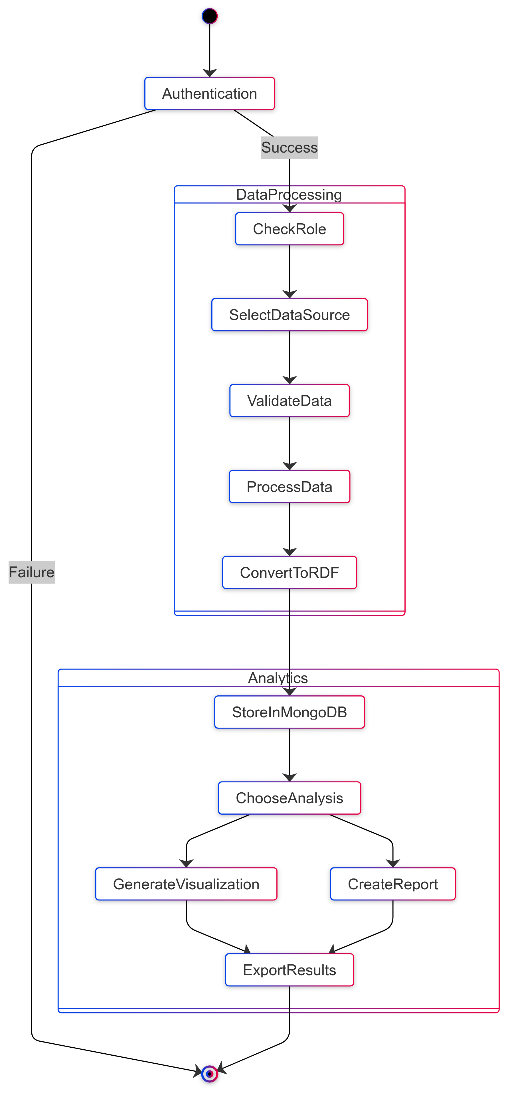 Authentication
Success
DataProcessing
CheckRole
SelectDataSource
ValidateData
ProcessData
ConvertToRDF
Failure
Analytics
StoreInMongoDB
ChooseAnalysis
GenerateVisualization
CreateReport
ExportResults